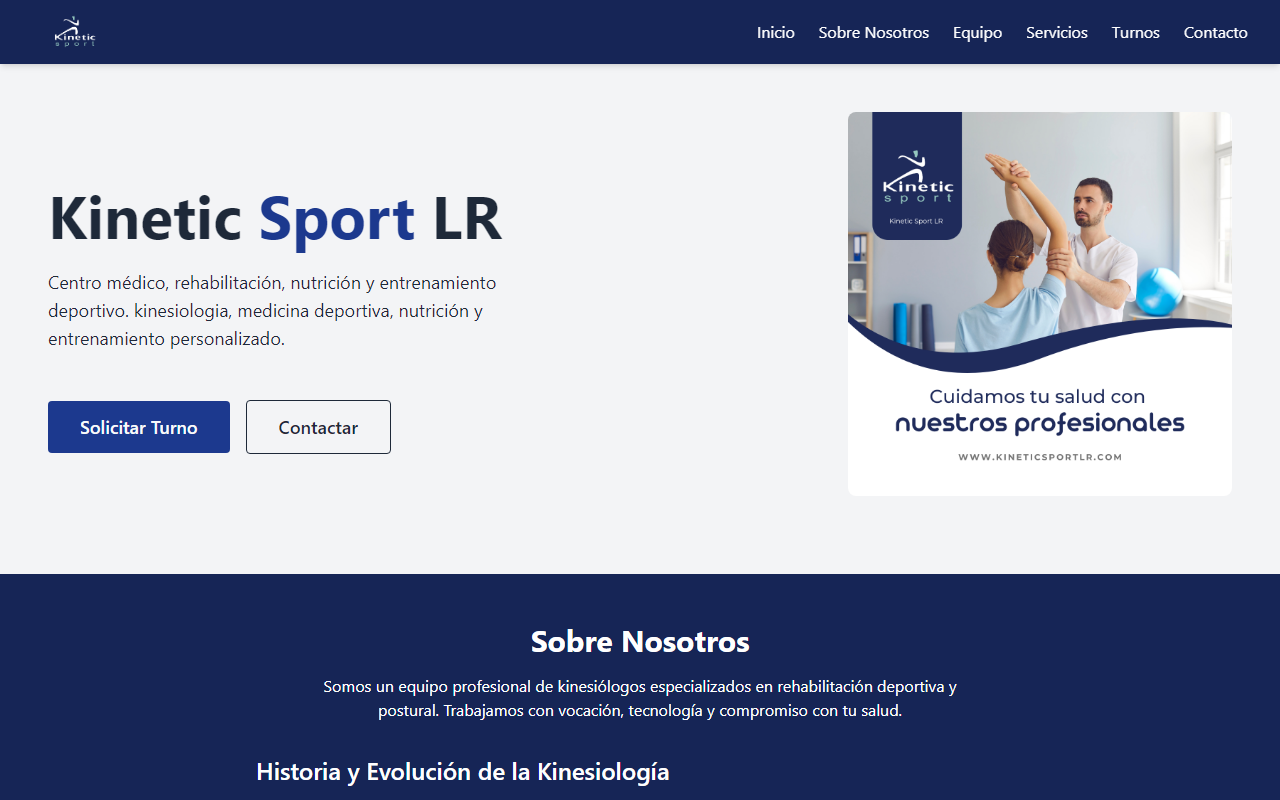 Kinetic
sport
Inicio
Sobre Nosotros
Equipo
Servicios
Turnos
Contacto
Kinetic Sport LR
Centro médico, rehabilitación, nutrición y entrenamiento
deportivo. kinesiologia, medicina deportiva, nutrición y
entrenamiento personalizado.
Solicitar Turno
Contactar
Kinetic
sport
Kinetic Sport LR
Cuidamos tu salud con
nuestros profesionales
WWW.KINETICSPORTLR.COM
Sobre Nosotros
Somos un equipo profesional de kinesiólogos especializados en rehabilitación deportiva y
postural. Trabajamos con vocación, tecnología y compromiso con tu salud.
Historia y Evolución de la Kinesiología